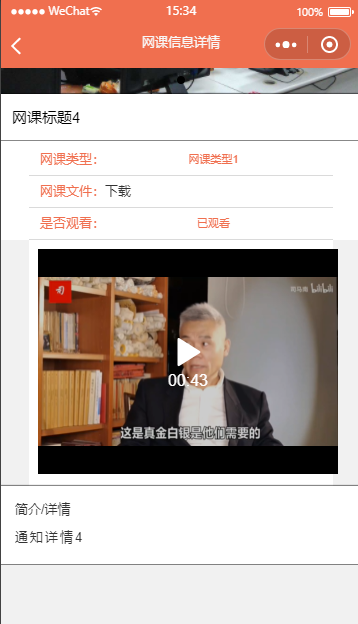 WeChat
15:34
100%
网课信息详情
网课标题4
网课类型：
网课类型1
网课文件：下载
是否观看：
已观看
bilibili
00:43
这是真金白银是他们需要的
简介/详情
通知详情4